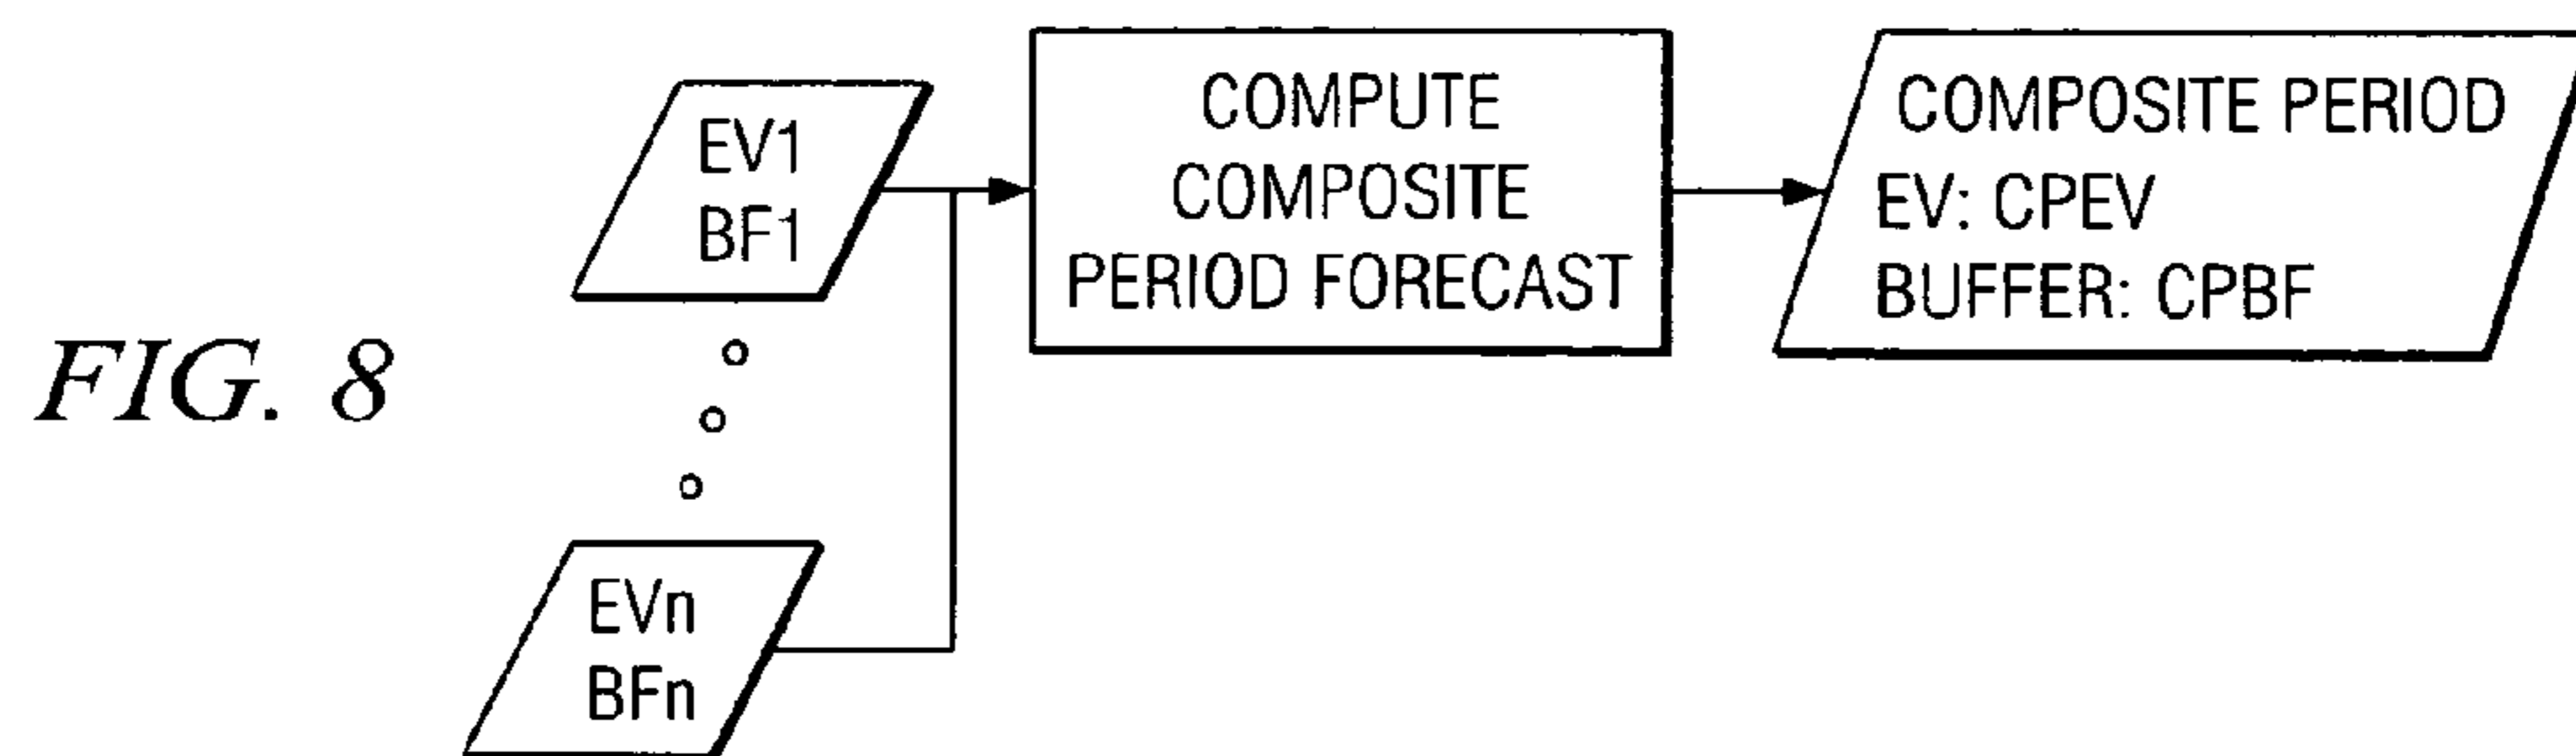 EV1
BF1
COMPUTE
COMPOSITE
PERIOD FORECAST
COMPOSITE PERIOD
EV: CPEV
BUFFER: CPBF
FIG. 8
EVn
BFn